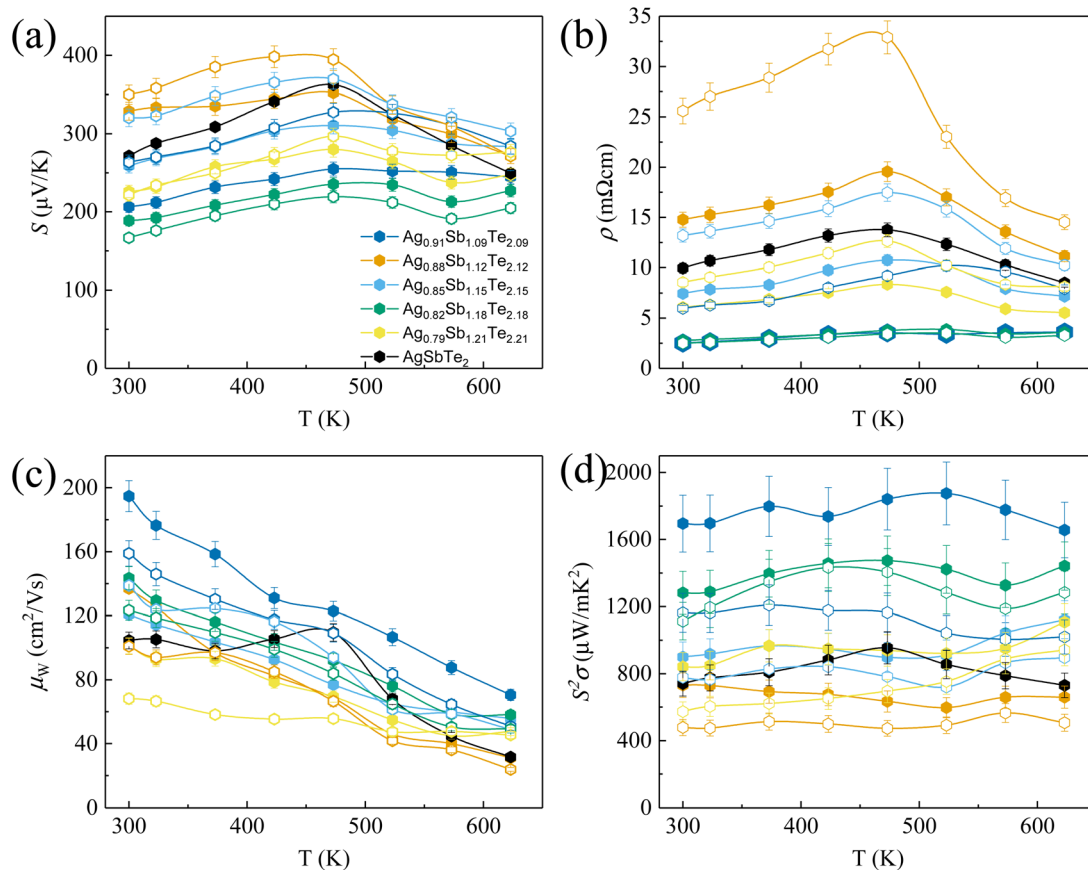 (a)
400
300
200
100
0
S (μV/K)
300 400 500 600
T (K)
Ag0.91Sb1.09Te2.09
Ag0.88Sb1.12Te2.12
Ag0.85Sb1.15Te2.15
Ag0.82Sb1.18Te2.18
Ag0.79Sb1.21Te2.21
AgSbTe2
(b)
35
30
25
20
15
10
5
0
ρ (mΩcm)
300 400 500 600
T (K)
(c)
200
160
120
80
40
0
μW (cm2/Vs)
300 400 500 600
T (K)
(d)
2000
1600
1200
800
400
0
S2σ (μW/mK2)
300 400 500 600
T (K)